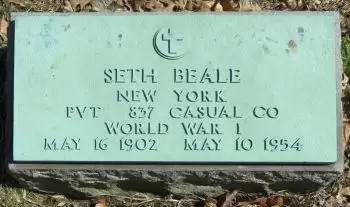 SETH BEALE
NEW YORK
PVT 837 CASUAL CO
WORLD WAR I
MAY 16 1902 MAY 10 1954